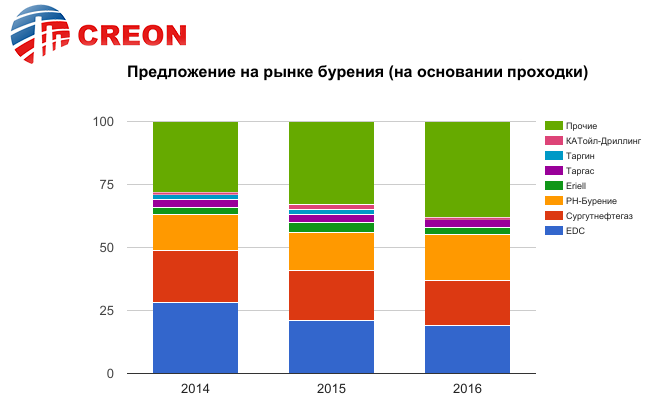 CREON
Предложение на рынке бурения (на основании проходки)
100
75
50
25
0
2014
2015
2016
Прочие
КАТойл-Дриллинг
Таргин
Таргас
Eriell
РН-Бурение
Сургутнефтегаз
EDC